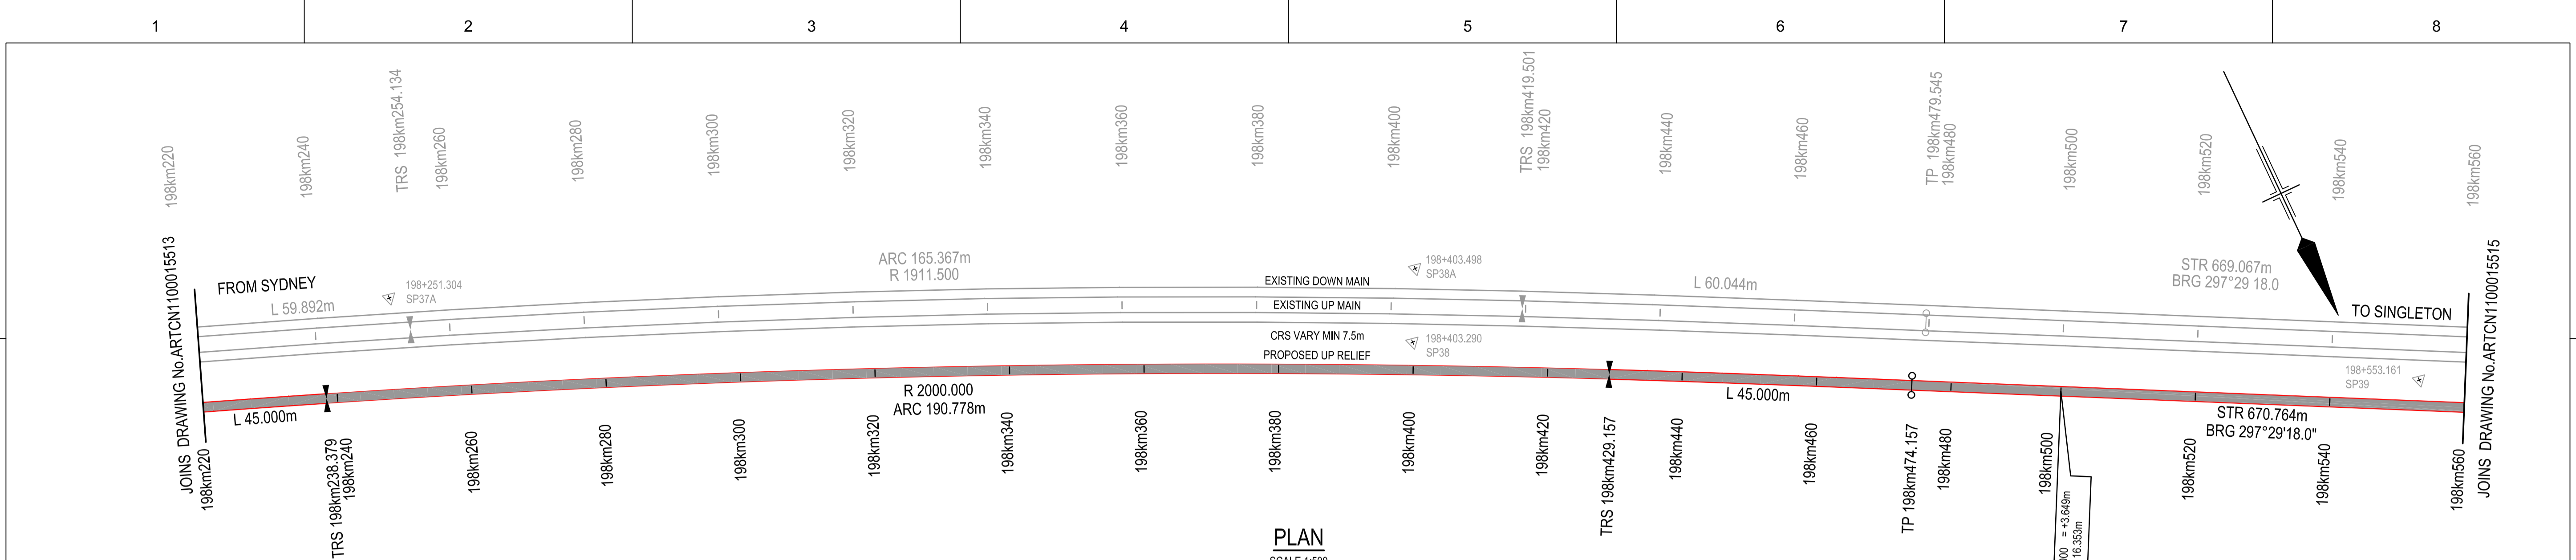 1
2
3
4
5
6
7
8
198km220
198km240
TRS 198km254.134
198km260
198km280
198km300
198km320
198km340
198km360
198km380
198km400
TRS 198km419.501
198km420
198km440
198km460
TP 198km479.545
198km480
198km500
198km520
198km540
198km560
JOINS DRAWING No.ARTCN1100015513
FROM SYDNEY
L 59.892m
198+251.304
SP37A
ARC 165.367m
R 1911.500
EXISTING DOWN MAIN
EXISTING UP MAIN
CRS VARY MIN 7.5m
PROPOSED UP RELIEF
198+403.498
SP38A
198+403.290
SP38
L 60.044m
STR 669.067m
BRG 297°29 18.0
TO SINGLETON
198+553.161
SP39
JOINS DRAWING No.ARTCN1100015515
L 45.000m
R 2000.000
ARC 190.778m
L 45.000m
STR 670.764m
BRG 297°29'18.0"
198km220
TRS 198km238.379
198km240
198km260
198km280
198km300
198km320
198km340
198km360
198km380
198km400
198km420
TRS 198km429.157
198km440
198km460
TP 198km474.157
198km480
198km500
198km520
198km540
198km560
= +3.649m
16.353m
PLAN
SCALE 1:500